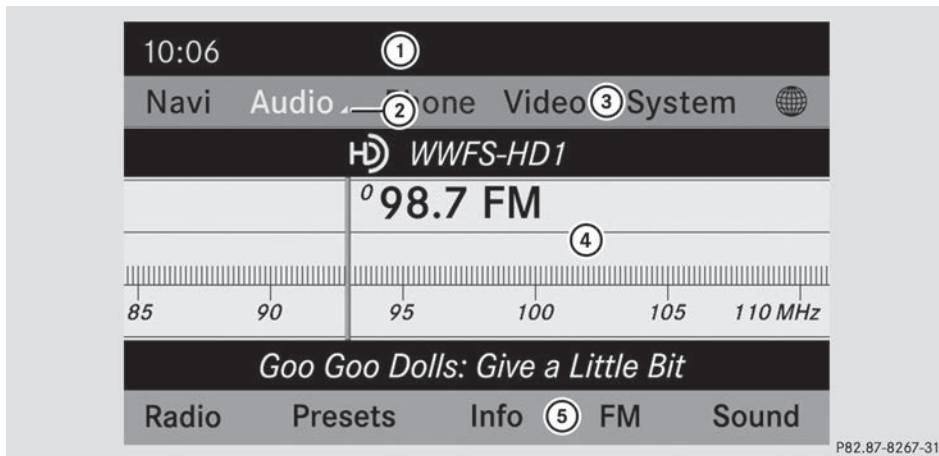 10:06 1
Navi Audio 2 Phone Video 3 System
HD WWFS-HD1
0 98.7 FM
4
85 90 95 100 105 110 MHz
Goo Goo Dolls: Give a Little Bit
Radio Presets Info 5 FM Sound
P82.87-8267-31